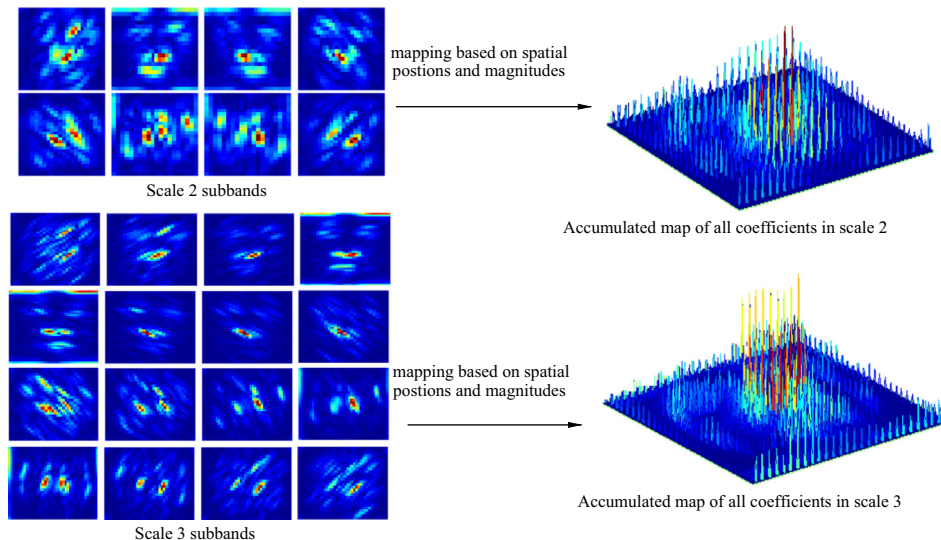 mapping based on spatial
postions and magnitudes
Scale 2 subbands
Accumulated map of all coefficients in scale 2
mapping based on spatial
postions and magnitudes
Scale 3 subbands
Accumulated map of all coefficients in scale 3